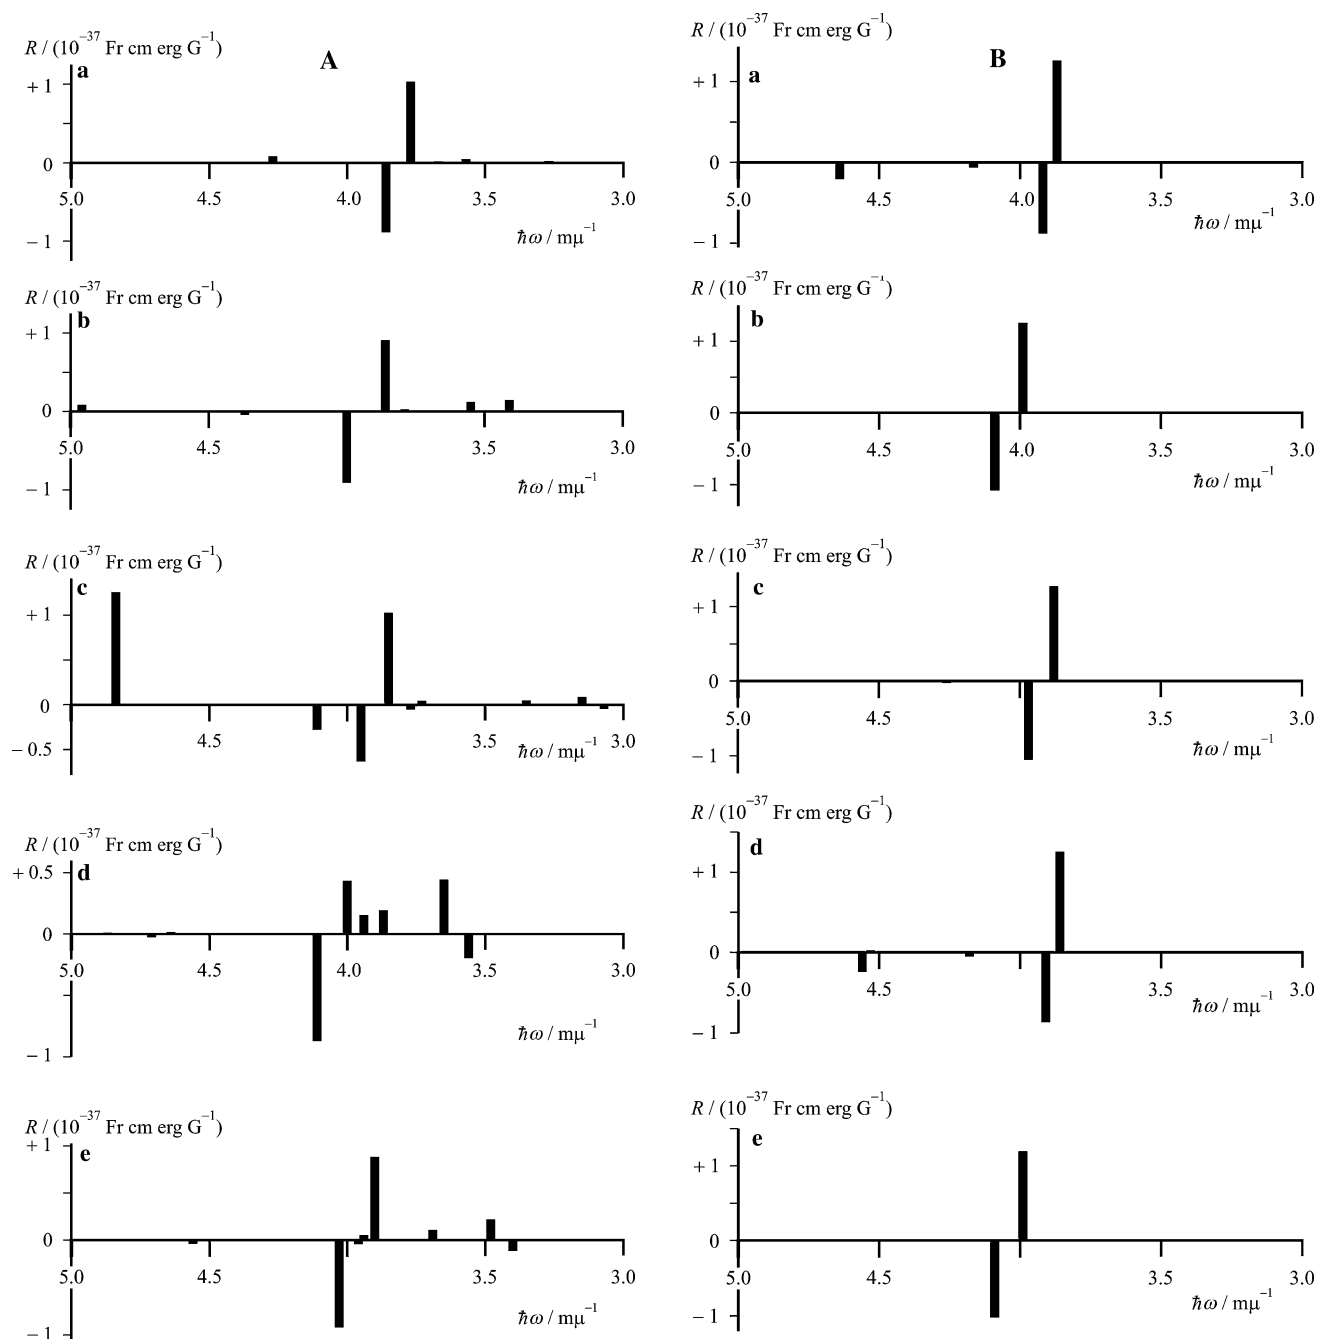 A
R / (10⁻³⁷ Fr cm erg G⁻¹)
a
+ 1
0
5.0 4.5 4.0 3.5 3.0
− 1
ħω / mμ⁻¹
R / (10⁻³⁷ Fr cm erg G⁻¹)
b
+ 1
0
5.0 4.5 4.0 3.5 3.0
− 1
ħω / mμ⁻¹
R / (10⁻³⁷ Fr cm erg G⁻¹)
c
+ 1
0
4.5 3.5 3.0
− 0.5
ħω / mμ⁻¹
R / (10⁻³⁷ Fr cm erg G⁻¹)
d
+ 0.5
0
5.0 4.5 4.0 3.5 3.0
− 1
ħω / mμ⁻¹
R / (10⁻³⁷ Fr cm erg G⁻¹)
e
+ 1
0
5.0 4.5 3.5 3.0
− 1
ħω / mμ⁻¹
B
R / (10⁻³⁷ Fr cm erg G⁻¹)
a
+ 1
0
5.0 4.5 4.0 3.5 3.0
− 1
ħω / mμ⁻¹
R / (10⁻³⁷ Fr cm erg G⁻¹)
b
+ 1
0
5.0 4.5 4.0 3.5 3.0
− 1
ħω / mμ⁻¹
R / (10⁻³⁷ Fr cm erg G⁻¹)
c
+ 1
0
5.0 4.5 3.5 3.0
− 1
ħω / mμ⁻¹
R / (10⁻³⁷ Fr cm erg G⁻¹)
d
+ 1
0
5.0 4.5 3.5 3.0
− 1
ħω / mμ⁻¹
R / (10⁻³⁷ Fr cm erg G⁻¹)
e
+ 1
0
5.0 4.5 3.5 3.0
− 1
ħω / mμ⁻¹